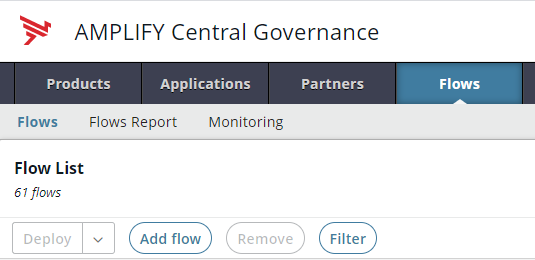 AMPLIFY Central Governance
Products Applications Partners Flows
Flows Flows Report Monitoring
Flow List
61 flows
Deploy Add flow Remove Filter